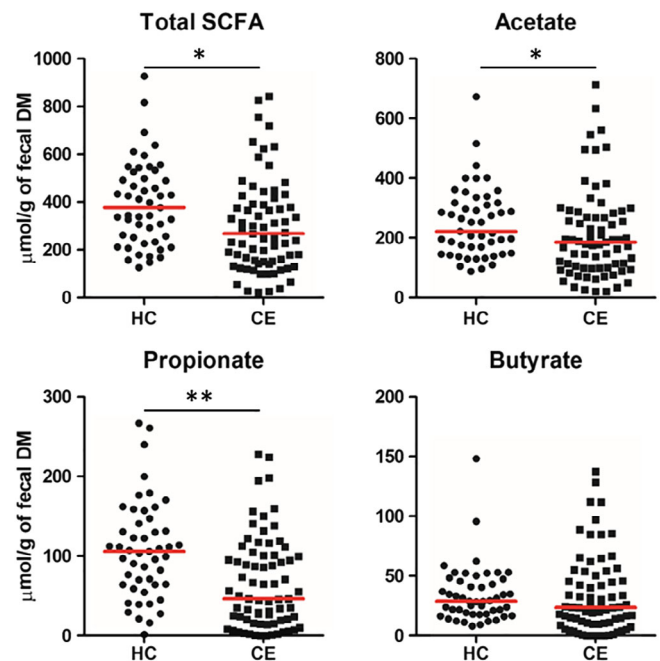 Total SCFA
*
μmol/g of fecal DM
1000
800
600
400
200
0
HC CE
Acetate
*
800
600
400
200
0
HC CE
Propionate
**
μmol/g of fecal DM
300
200
100
0
HC CE
Butyrate
200
150
100
50
0
HC CE